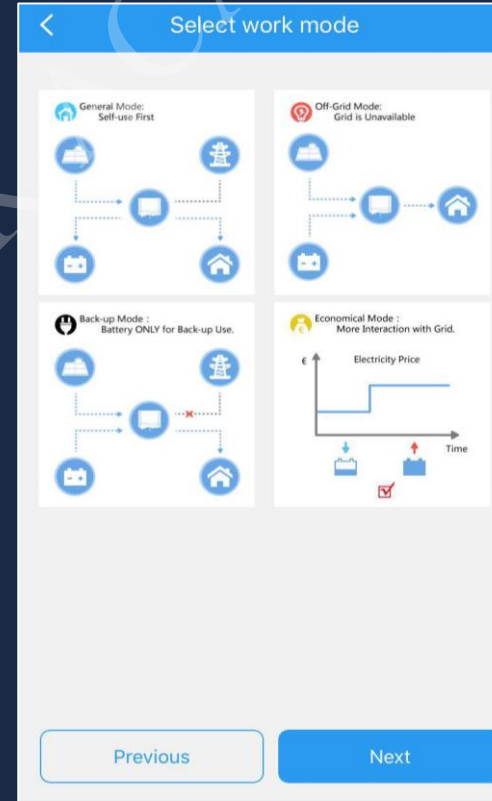 Select work mode
General Mode:
Self-use First
Off-Grid Mode:
Grid is Unavailable
Back-up Mode :
Battery ONLY for Back-up Use.
Economical Mode :
More Interaction with Grid.
€
Electricity Price
Time
Previous
Next